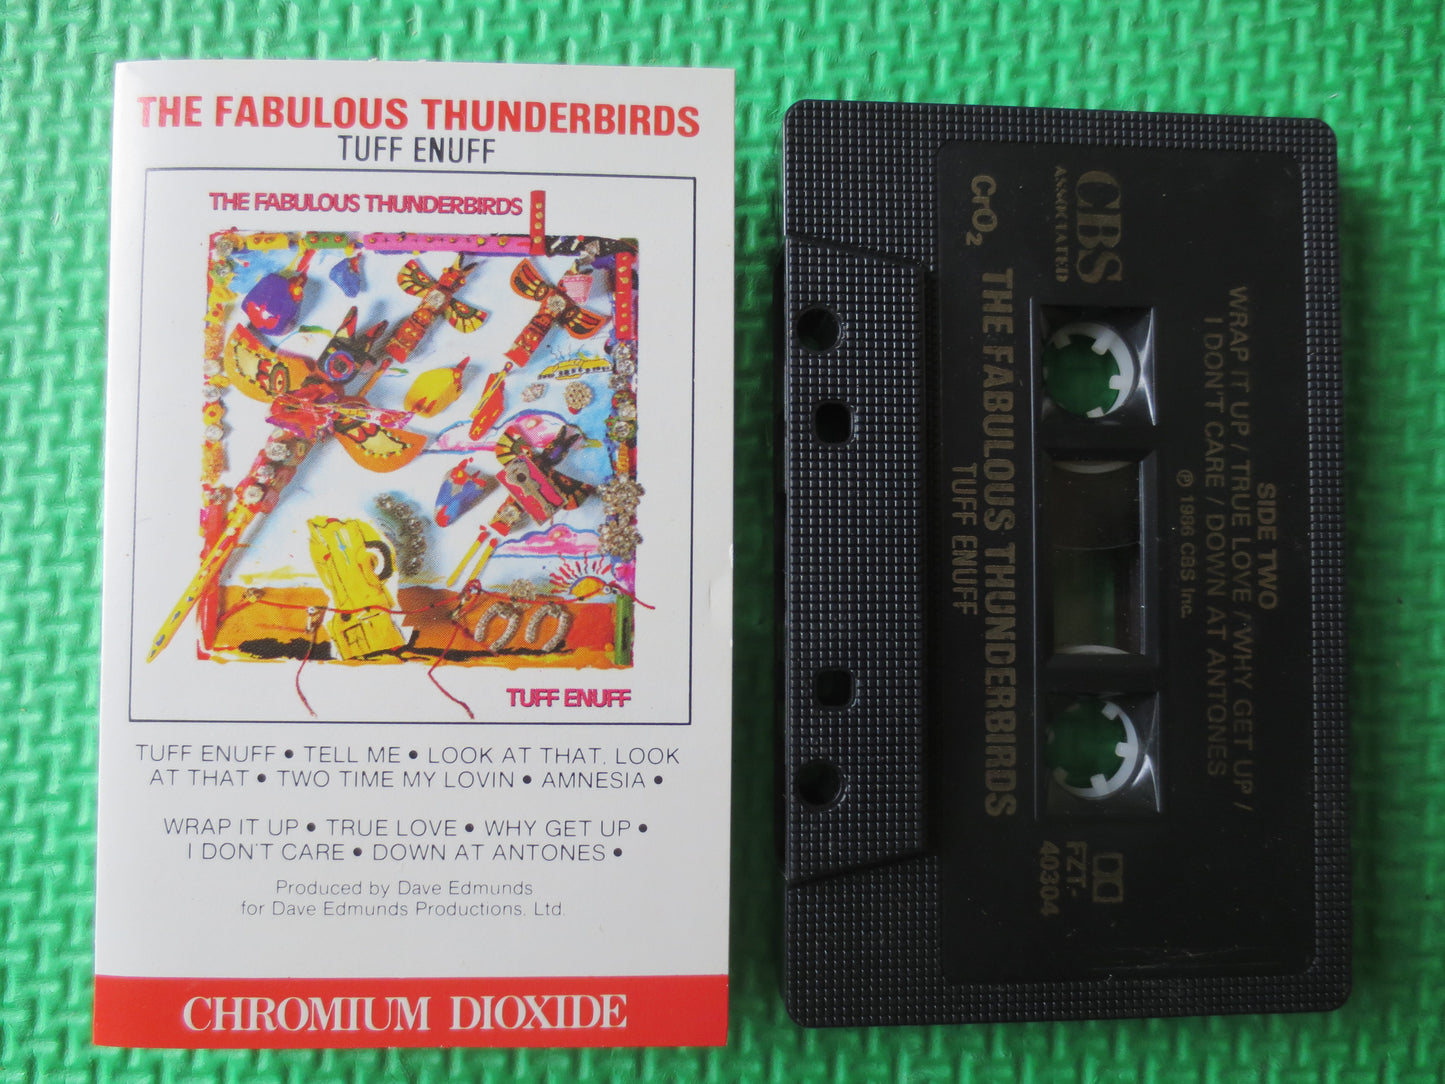 THE FABULOUS THUNDERBIRDS
TUFF ENUFF
THE FABULOUS THUNDERBIRDS
TUFF ENUFF
TUFF ENUFF • TELL ME • LOOK AT THAT, LOOK
AT THAT • TWO TIME MY LOVIN • AMNESIA •
WRAP IT UP • TRUE LOVE • WHY GET UP •
I DON'T CARE • DOWN AT ANTONES •
Produced by Dave Edmunds
for Dave Edmunds Productions, Ltd.
CHROMIUM DIOXIDE
CBS
ASSOCIATED
CrO₂
THE FABULOUS THUNDERBIRDS
TUFF ENUFF
SIDE TWO
WRAP IT UP / TRUE LOVE / WHY GET UP /
I DON'T CARE / DOWN AT ANTONES
℗ 1986 CBS Inc.
FZT-
40304